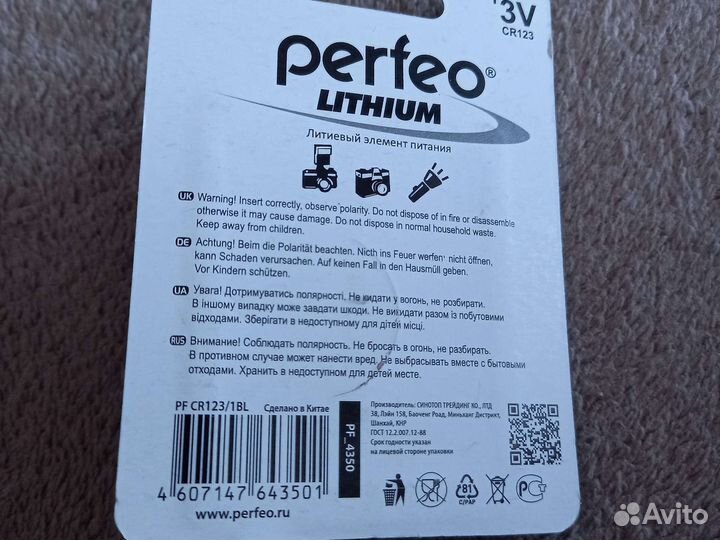 3V
CR123
perfeo®
LITHIUM
Литиевый элемент питания
UK Warning! Insert correctly, observe polarity. Do not dispose of in fire or disassemble
otherwise it may cause damage. Do not dispose in normal household waste.
Keep away from children.
DE Achtung! Beim die Polarität beachten. Nicth ins Feuer werfen, nicht öffnen,
kann Schaden verursachen. Auf keinen Fall in den Hausmüll geben.
Vor Kindern schützen.
UA Увага! Дотримуватись полярності. Не кидати у вогонь, не розбирати.
В іншому випадку може завдати шкоди. Не викидати разом із побутовими
відходами. Зберігати в недоступному для дітей місці.
RUS Внимание! Соблюдать полярность. Не бросать в огонь, не разбирать.
В противном случае может нанести вред. Не выбрасывать вместе с бытовыми
отходами. Хранить в недоступном для детей месте.
PF CR123/1BL Сделано в Китае
PF_4350
4 607147 643501
www.perfeo.ru
Производитель: СИНОТОП ТРЕЙДИНГ КО., ЛТД
38, Лэйн 158, Баоченг Роад, Миньханг Дистрикт,
Шанхай, КНР
ГОСТ 12.2.007.12-88
Срок годности указан
на лицевой стороне упаковки
81
C/PAP
Avito